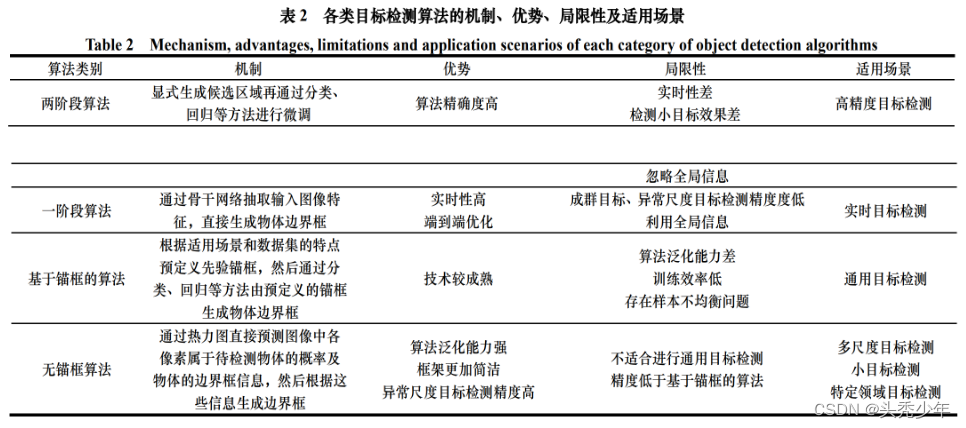 表 2 各类目标检测算法的机制、优势、局限性及适用场景
Table 2 Mechanism, advantages, limitations and application scenarios of each category of object detection algorithms
算法类别 机制 优势 局限性 适用场景
两阶段算法
显式生成候选区域再通过分类、
回归等方法进行微调
算法精确度高
实时性差
检测小目标效果差
高精度目标检测
忽略全局信息
一阶段算法
通过骨干网络抽取输入图像特
征，直接生成物体边界框
实时性高
端到端优化
成群目标、异常尺度目标检测精度度低
利用全局信息
实时目标检测
基于锚框的算法
根据适用场景和数据集的特点
预定义先验锚框，然后通过分
类、回归等方法由预定义的锚框
生成物体边界框
技术较成熟
算法泛化能力差
训练效率低
存在样本不均衡问题
通用目标检测
无锚框算法
通过热力图直接预测图像中各
像素属于待检测物体的概率及
物体的边界框信息，然后根据这
些信息生成边界框
算法泛化能力强
框架更加简洁
异常尺度目标检测精度高
不适合进行通用目标检测
精度低于基于锚框的算法
多尺度目标检测
小目标检测
特定领域目标检测
CSDN @头秀少年